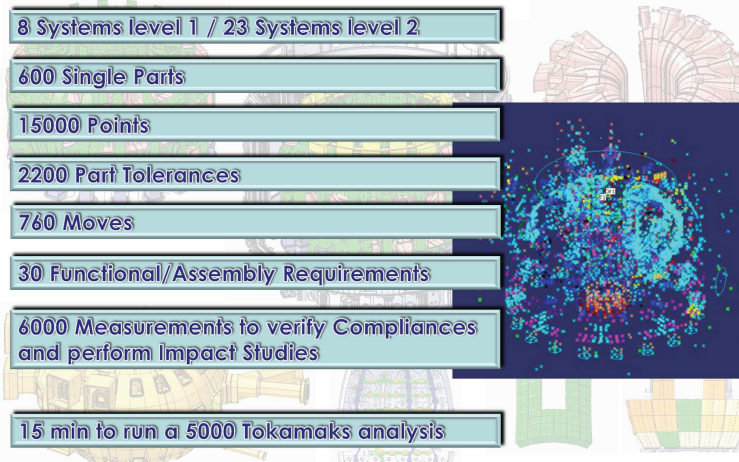 8 Systems level 1 / 23 Systems level 2
600 Single Parts
15000 Points
2200 Part Tolerances
760 Moves
30 Functional/Assembly Requirements
6000 Measurements to verify Compliances
and perform Impact Studies
15 min to run a 5000 Tokamaks analysis